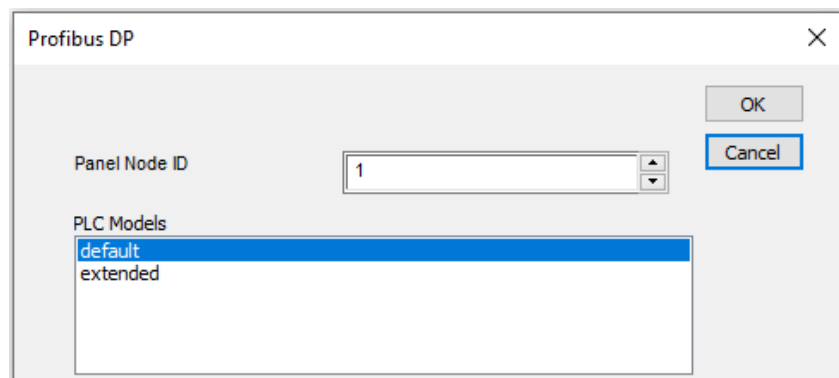 Profibus DP
OK
Panel Node ID
1
Cancel
PLC Models
default
extended